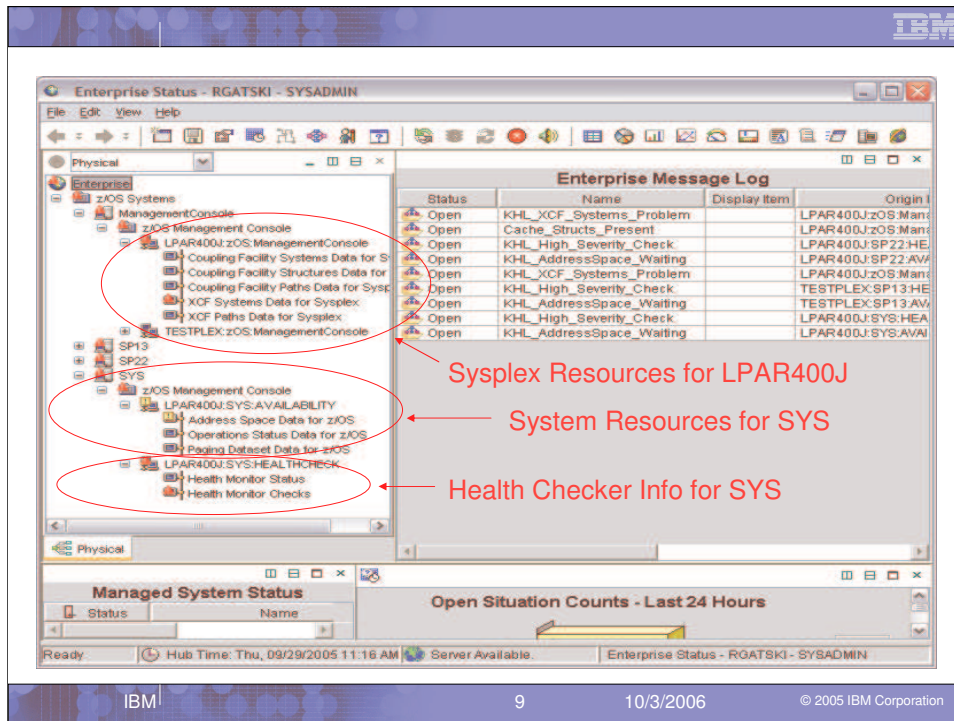 IBM
Enterprise Status - RGATSKI - SYSADMIN
File Edit View Help
Physical
Enterprise
z/OS Systems
ManagementConsole
z/OS Management Console
LPAR400J:zOS:ManagementConsole
Coupling Facility Systems Data for S
Coupling Facility Structures Data for
Coupling Facility Paths Data for Sysp
XCF Systems Data for Sysplex
XCF Paths Data for Sysplex
TESTPLEX:zOS:ManagementConsole
SP13
SP22
SYS
z/OS Management Console
LPAR400J:SYS:AVAILABILITY
Address Space Data for z/OS
Operations Status Data for z/OS
Paging Dataset Data for z/OS
LPAR400J:SYS:HEALTHCHECK
Health Monitor Status
Health Monitor Checks
Physical
Enterprise Message Log
Status Name Display Item Origin
Open KHL_XCF_Systems_Problem LPAR400J:zOS:Mana
Open Cache_Structs_Present LPAR400J:zOS:Mana
Open KHL_High_Severity_Check LPAR400J:SP22:HE
Open KHL_AddressSpace_Waiting LPAR400J:SP22:AVA
Open KHL_XCF_Systems_Problem LPAR400J:zOS:Mana
Open KHL_High_Severity_Check TESTPLEX:SP13:HE
Open KHL_AddressSpace_Waiting TESTPLEX:SP13:AVA
Open KHL_High_Severity_Check LPAR400J:SYS:HEA
Open KHL_AddressSpace_Waiting LPAR400J:SYS:AVAI
Sysplex Resources for LPAR400J
System Resources for SYS
Health Checker Info for SYS
Managed System Status
Status Name
Open Situation Counts - Last 24 Hours
Ready Hub Time: Thu, 09/29/2005 11:16 AM Server Available. Enterprise Status - RGATSKI - SYSADMIN
IBM 9 10/3/2006 © 2005 IBM Corporation